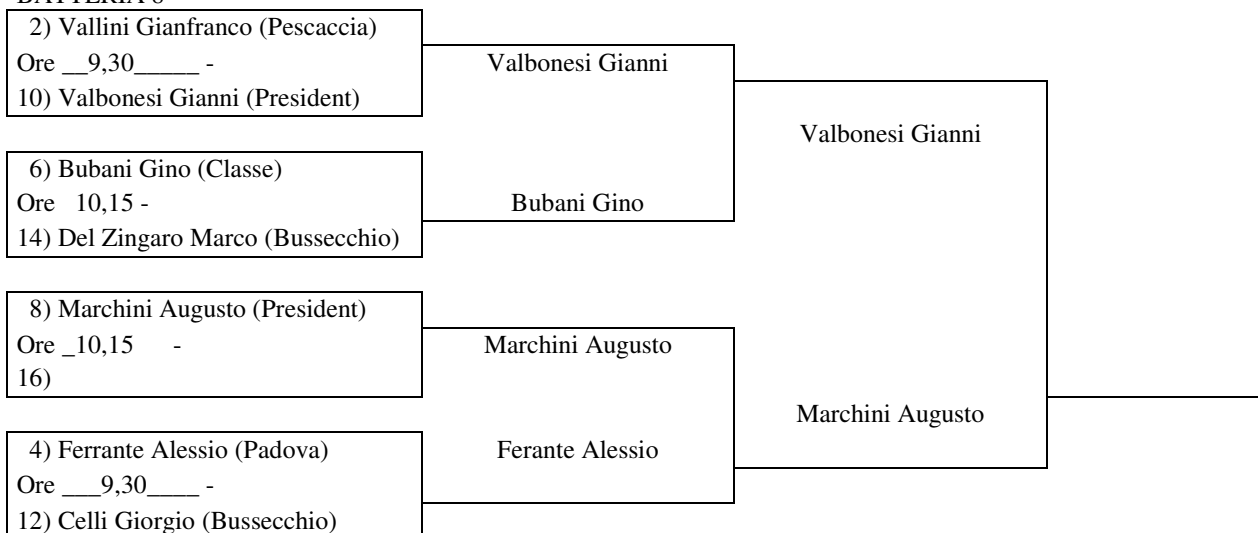 2) Vallini Gianfranco (Pescaccia)
Ore __9,30_____ -
10) Valbonesi Gianni (President)
Valbonesi Gianni
Valbonesi Gianni
6) Bubani Gino (Classe)
Ore 10,15 -
14) Del Zingaro Marco (Bussecchio)
Bubani Gino
8) Marchini Augusto (President)
Ore _10,15 -
16)
Marchini Augusto
Marchini Augusto
4) Ferrante Alessio (Padova)
Ore ___9,30____ -
12) Celli Giorgio (Bussecchio)
Ferante Alessio